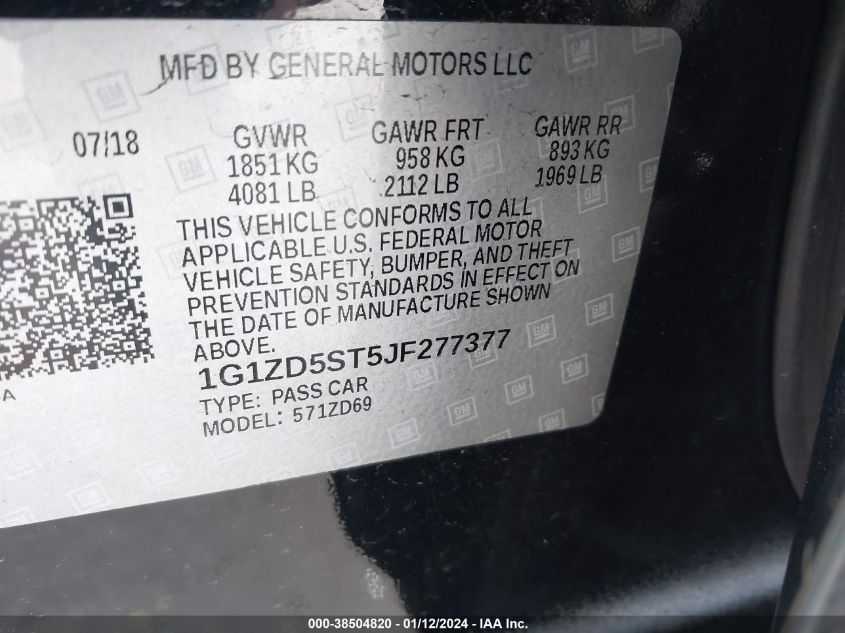 MFD BY GENERAL MOTORS LLC
07/18
GVWR
1851 KG
4081 LB
GAWR FRT
958 KG
2112 LB
GAWR RR
893 KG
1969 LB
THIS VEHICLE CONFORMS TO ALL
APPLICABLE U.S. FEDERAL MOTOR
VEHICLE SAFETY, BUMPER, AND THEFT
PREVENTION STANDARDS IN EFFECT ON
THE DATE OF MANUFACTURE SHOWN
ABOVE.
1G1ZD5ST5JF277377
TYPE: PASS CAR
MODEL: 571ZD69
000-38504820 - 01/12/2024 - IAA Inc.